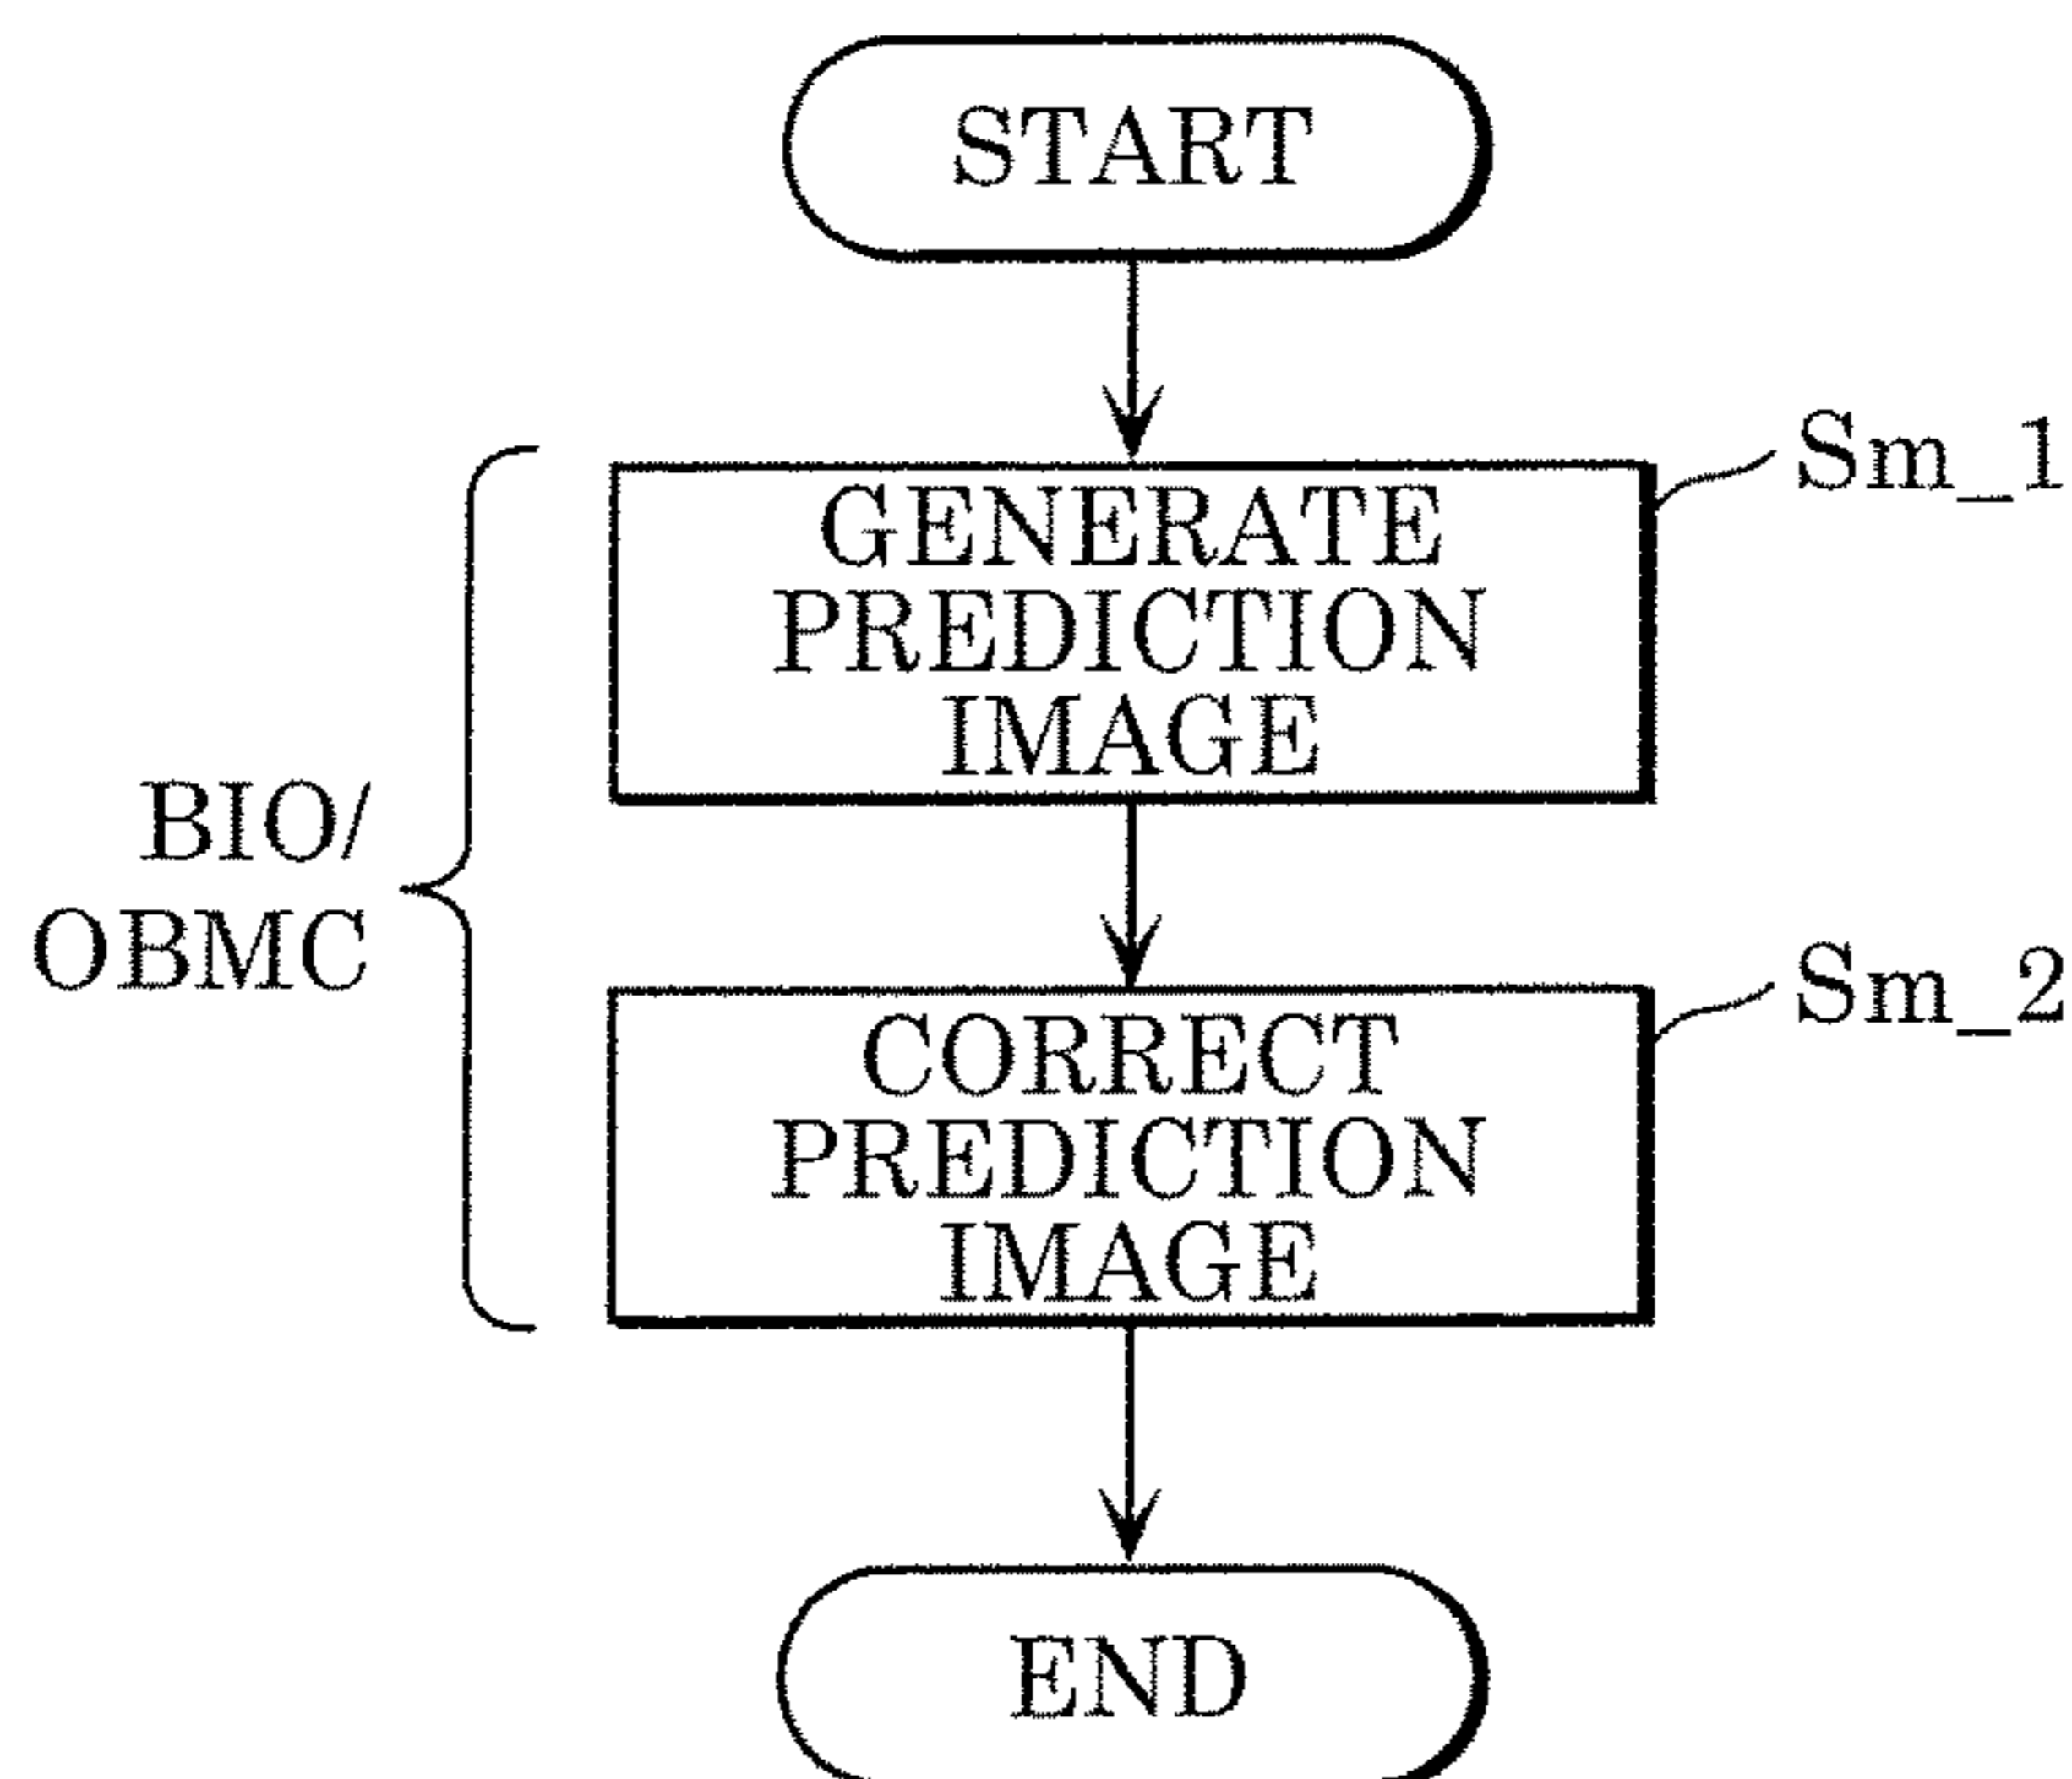 START
Sm_1
GENERATE
PREDICTION
IMAGE
BIO/
OBMC
Sm_2
CORRECT
PREDICTION
IMAGE
END